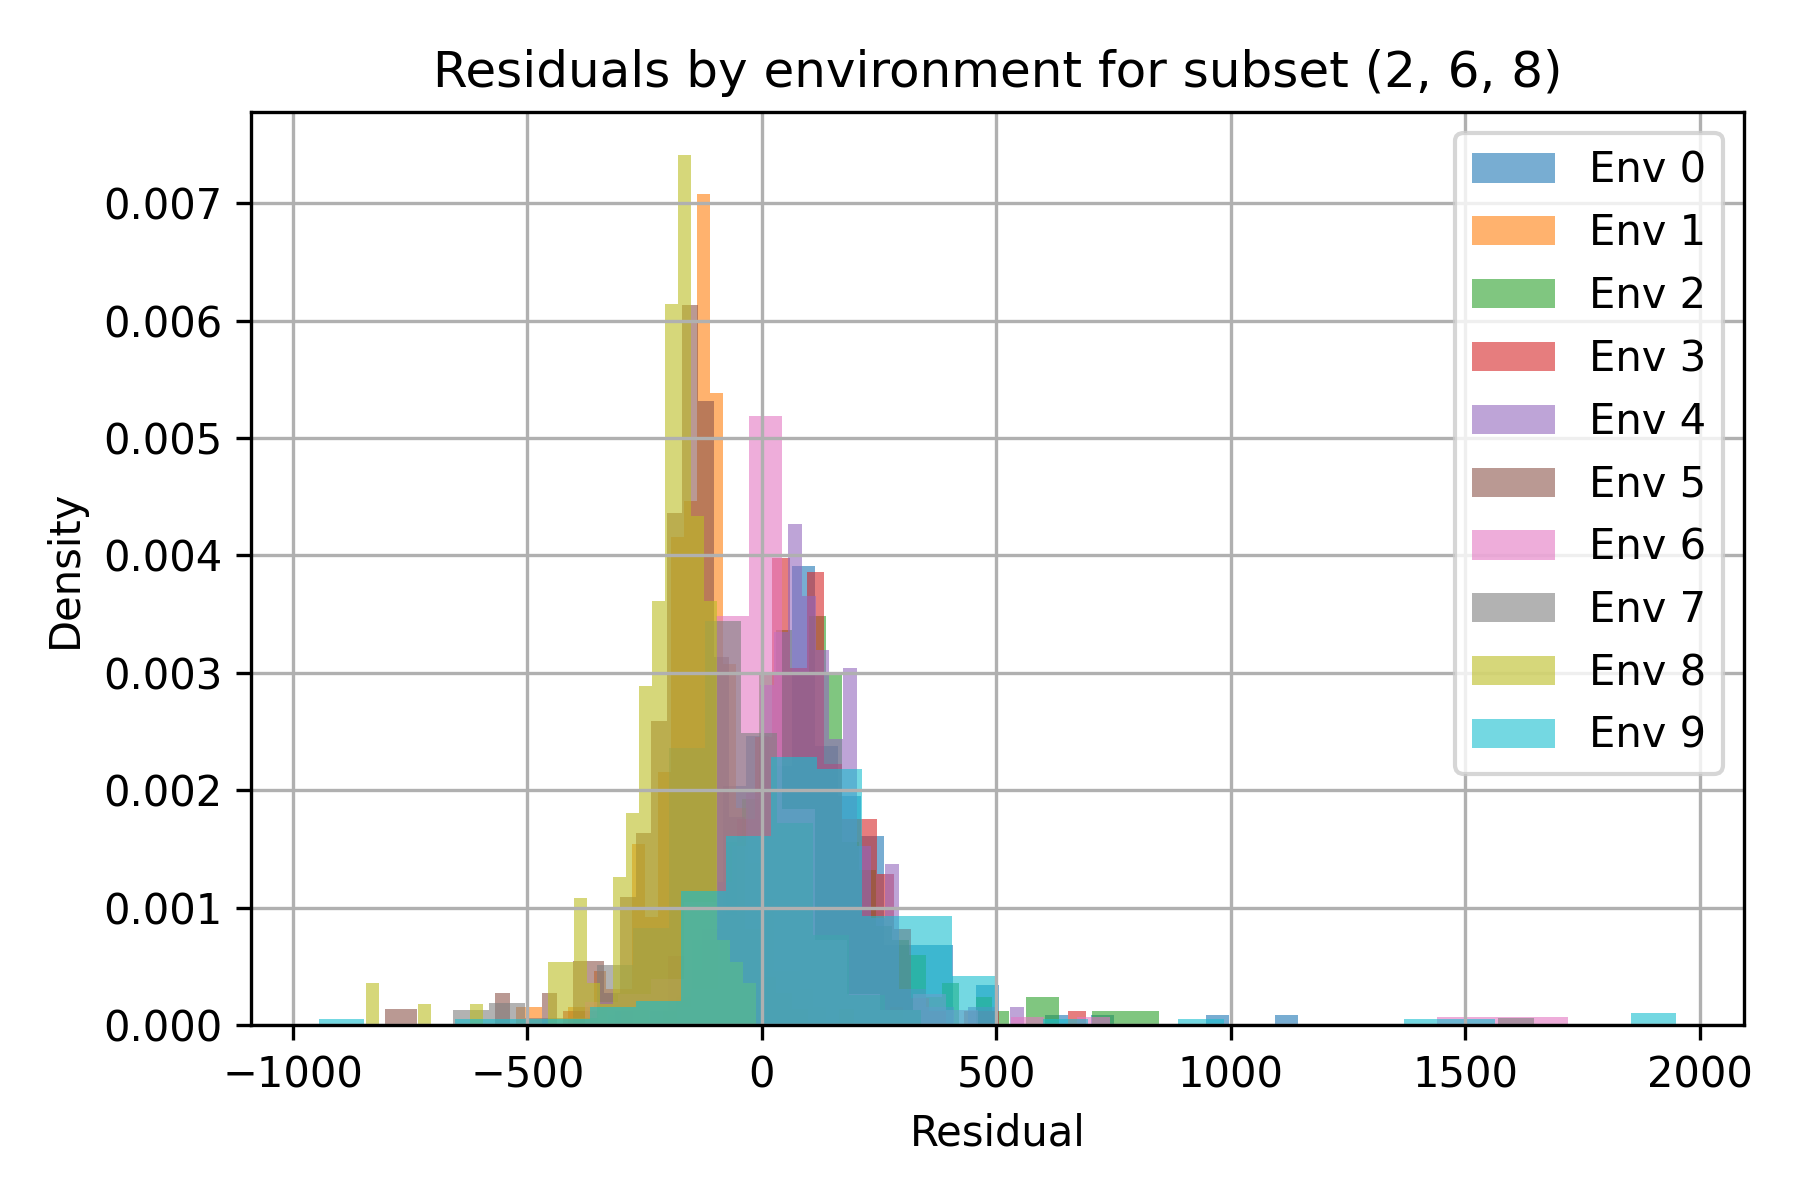 Residuals by environment for subset (2, 6, 8)
Density
0.007
0.006
0.005
0.004
0.003
0.002
0.001
0.000
−1000
−500
0
500
1000
1500
2000
Residual
Env 0
Env 1
Env 2
Env 3
Env 4
Env 5
Env 6
Env 7
Env 8
Env 9